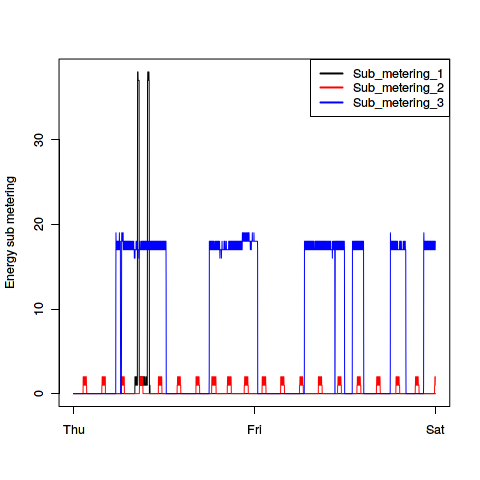 Sub_metering_1
Sub_metering_2
Sub_metering_3
Energy sub metering
30
20
10
0
Thu
Fri
Sat